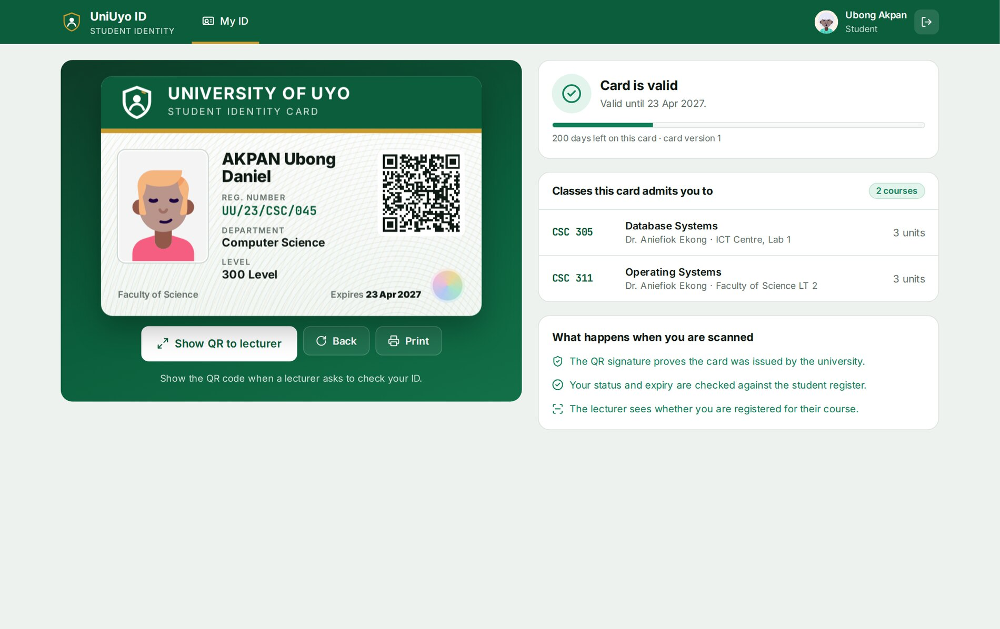 UniUyo ID
STUDENT IDENTITY
My ID
Ubong Akpan
Student
UNIVERSITY OF UYO
STUDENT IDENTITY CARD
AKPAN Ubong
Daniel
REG. NUMBER
UU/23/CSC/045
DEPARTMENT
Computer Science
LEVEL
300 Level
Faculty of Science
Expires 23 Apr 2027
Show QR to lecturer
Back
Print
Show the QR code when a lecturer asks to check your ID.
Card is valid
Valid until 23 Apr 2027.
200 days left on this card · card version 1
Classes this card admits you to
2 courses
CSC 305
Database Systems
Dr. Aniefiok Ekong · ICT Centre, Lab 1
3 units
CSC 311
Operating Systems
Dr. Aniefiok Ekong · Faculty of Science LT 2
3 units
What happens when you are scanned
The QR signature proves the card was issued by the university.
Your status and expiry are checked against the student register.
The lecturer sees whether you are registered for their course.